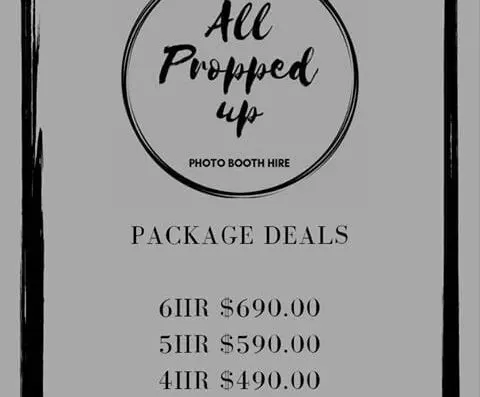 All
Propped
up
PHOTO BOOTH HIRE
PACKAGE DEALS
6HR $690.00
5HR $590.00
4HR $490.00